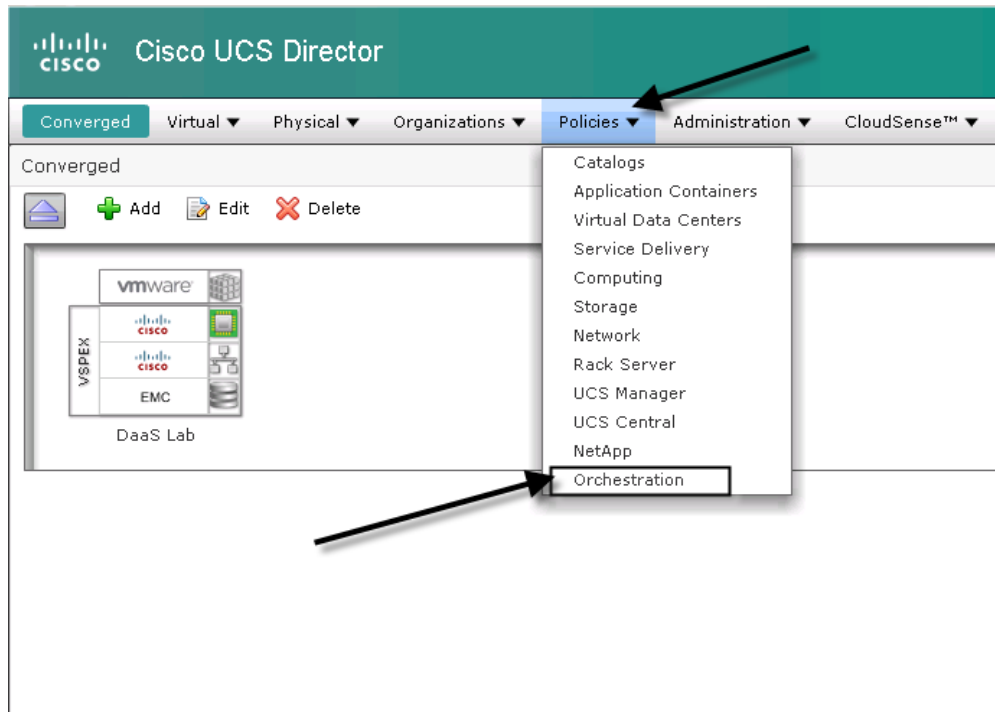 CISCO Cisco UCS Director
Converged Virtual ▼ Physical ▼ Organizations ▼ Policies ▼ Administration ▼ CloudSense™ ▼
Converged
Add Edit Delete
Catalogs
Application Containers
Virtual Data Centers
Service Delivery
Computing
Storage
Network
Rack Server
UCS Manager
UCS Central
NetApp
Orchestration
vmware
VSPEX
CISCO
CISCO
EMC
DaaS Lab